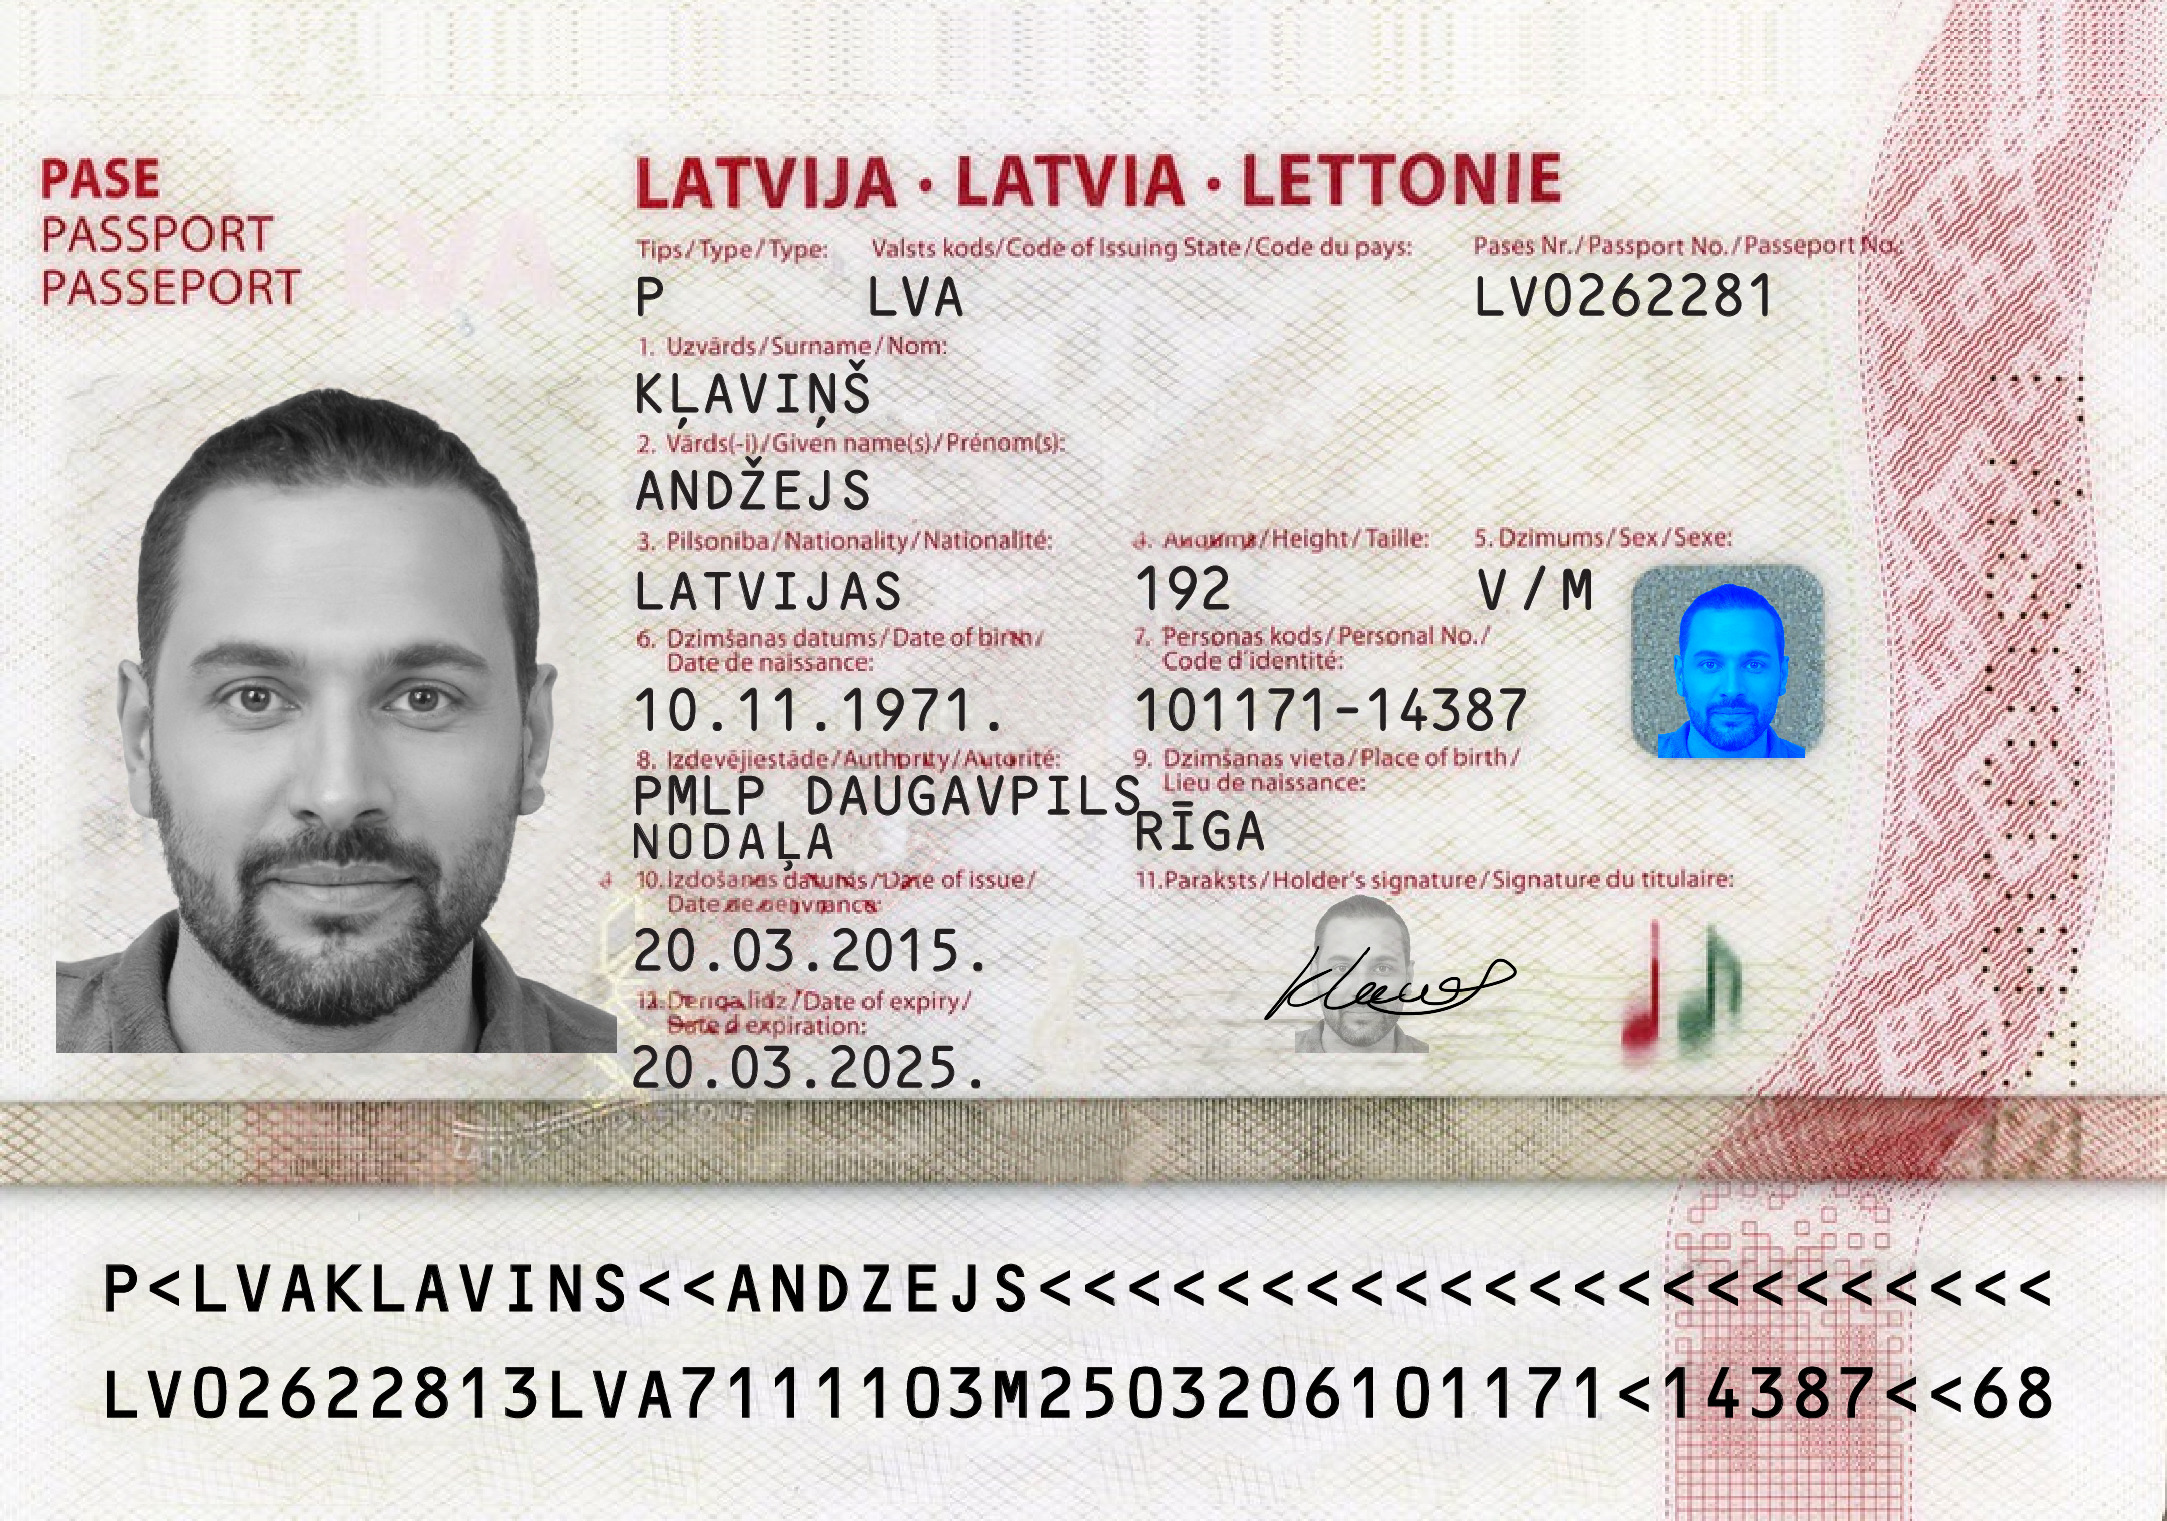 PASE
PASSPORT
PASSEPORT
LVA
LATVIJA · LATVIA · LETTONIE
Tips/Type/Type: Valsts kods/Code of Issuing State/Code du pays: Pases Nr./Passport No./Passeport No.:
P LVA LV0262281
1. Uzvārds/Surname/Nom:
KĻAVIŅŠ
2. Vārds(-i)/Given name(s)/Prénom(s):
ANDŽEJS
3. Pilsonība/Nationality/Nationalité: 4. /Height/Taille: 5. Dzimums/Sex/Sexe:
LATVIJAS 192 V/M
6. Dzimšanas datums/Date of birth/ 7. Personas kods/Personal No./
Date de naissance: Code d'identité:
10.11.1971. 101171-14387
8. Izdevējiestāde/Authority/Autorité: 9. Dzimšanas vieta/Place of birth/
Lieu de naissance:
PMLP DAUGAVPILS
NODAĻA RĪGA
10. Izdošanas datums/Date of issue/ 11. Paraksts/Holder's signature/Signature du titulaire:
Date de
20.03.2015.
/Date of expiry/
Date d'expiration:
20.03.2025.
P<LVAKLAVINS<<ANDZEJS<<<<<<<<<<<<<<<<<<<<<<<
LV02622813LVA7111103M2503206101171<14387<<68